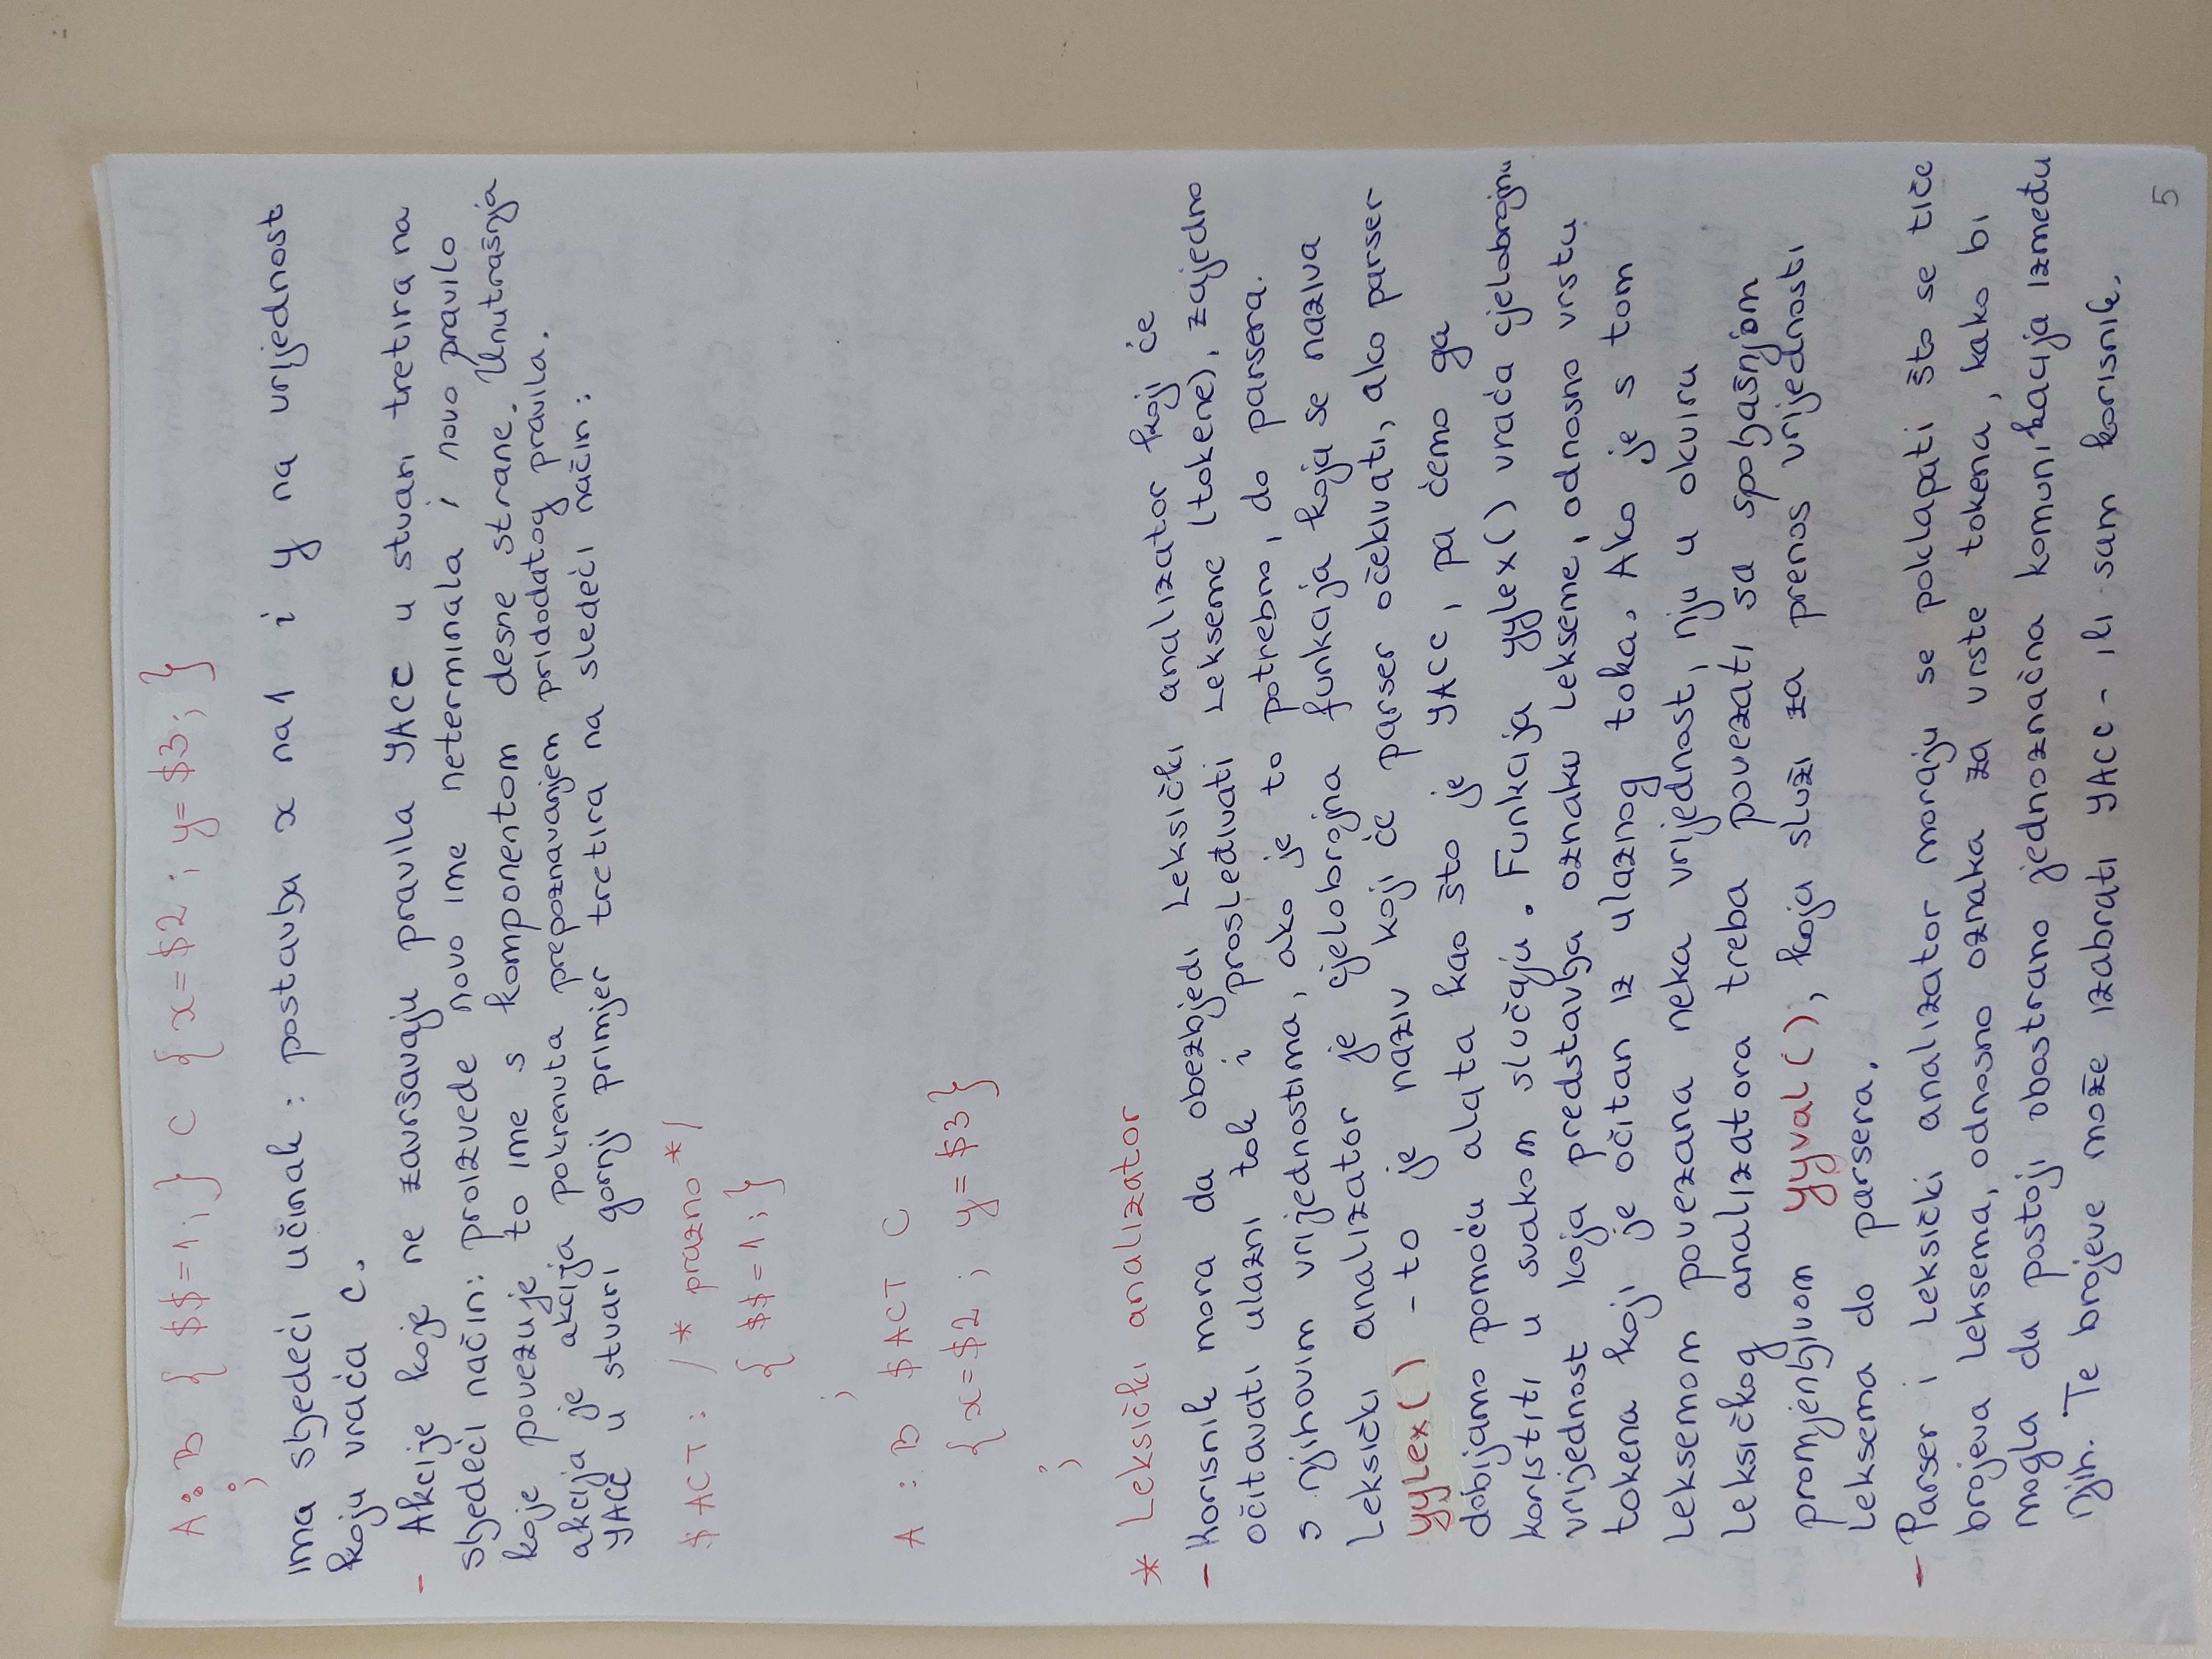 A : B { $$=1; } C { x=$2 ; y=$3; }
;
ima sljedeći učinak : postavlja x na 1 i y na vrijednost
koju vraća C.
- Akcije koje ne završavaju pravila YACC u stvari tretira na
sljedeći način: proizvede novo ime neterminala i novo pravilo
koje povezuje to ime s komponentom desne strane. Unutrašnja
akcija je akcija pokrenuta prepoznavanjem pridodatog pravila.
YACC u stvari gornji primjer tretira na sledeći način :
$ ACT : /* prazno */
{ $$=1 ; }
;
A : B $ACT C
{ x=$2 ; y=$3 }
;
* Leksički analizator
- Korisnik mora da obezbjedi leksički analizator koji će
očitavati ulazni tok i prosleđivati lekseme (tokene), zajedno
s njihovim vrijednostima, ako je to potrebno, do parsera.
Leksički analizator je cjelobrojna funkcija koja se naziva
yylex() - to je naziv koji će parser očekivati, ako parser
dobijamo pomoću alata kao što je YACC, pa ćemo ga
koristiti u svakom slučaju. Funkcija yylex() vraća cjelobrojnu
vrijednost koja predstavlja oznaku lekseme, odnosno vrstu
tokena koji je očitan iz ulaznog toka. Ako je s tom
leksemom povezana neka vrijednost, nju u okviru
leksičkog analizatora treba povezati sa spoljašnjom
promjenljivom yyval(), koja služi za prenos vrijednosti
leksema do parsera.
- Parser i leksički analizator moraju se poklapati što se tiče
brojeva leksema, odnosno oznaka za vrste tokena, kako bi
mogla da postoji obostrano jednoznačna komunikacija između
njih. Te brojeve može izabrati YACC - ili sam korisnik.
5